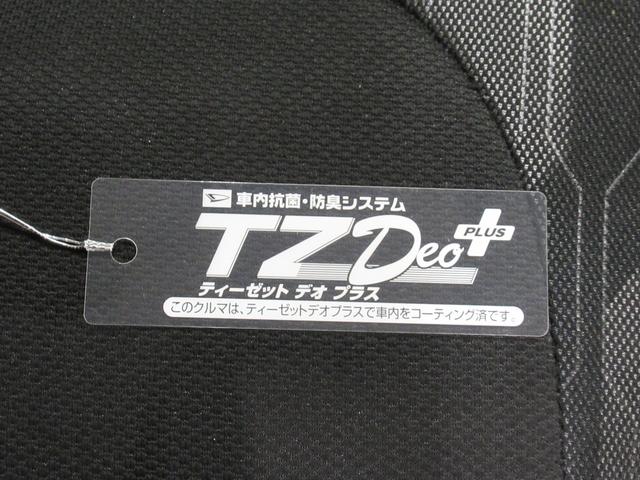 車内抗菌・防臭システム
TZ Deo PLUS
ティーゼット デオ プラス
このクルマは、ティーゼットデオプラスで車内をコーティング済です。